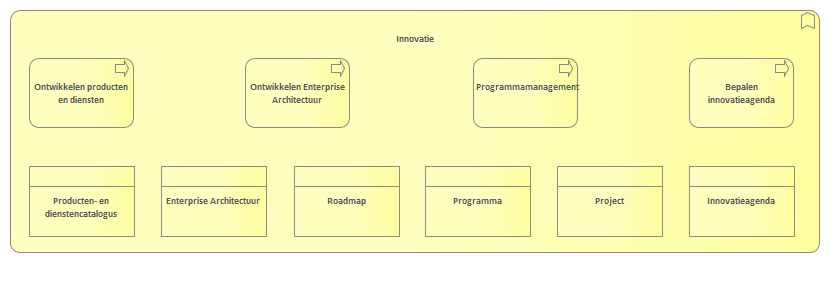 Innovatie
Ontwikkelen producten
en diensten
Ontwikkelen Enterprise
Architectuur
Programmamanagement
Bepalen
innovatieagenda
Producten- en
dienstencatalogus
Enterprise Architectuur
Roadmap
Programma
Project
Innovatieagenda